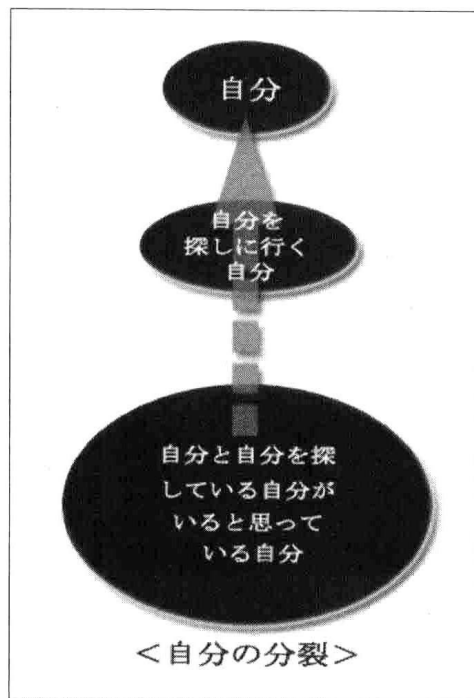 自分
自分を
探しに行く
自分
自分と自分を探
している自分が
いると思って
いる自分
＜自分の分裂＞